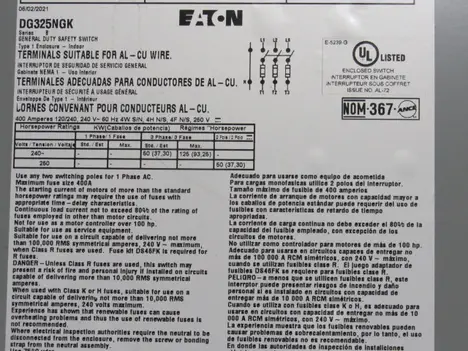 08/02/2021
EATON
DG325NGK
Series B
GENERAL DUTY SAFETY SWITCH
Type 1 Enclosure - Indoor
TERMINALS SUITABLE FOR AL-CU WIRE.
INTERRUPTOR DE SEGURIDAD DE SERVICIO GENERAL
Gabinete NEMA 1 - Uso Interior
TERMINALES ADECUADAS PARA CONDUCTORES DE AL-CU.
INTERRUPTEUR DE SÉCURITÉ À USAGE GÉNÉRAL
Enveloppe De Type 1 - Intérieur
BORNES CONVENANT POUR CONDUCTEURS AL-CU.
E-5239-G
UL LISTED
ENCLOSED SWITCH
INTERRUPTOR EN GABINETE
INTERRUPTEUR SOUS COFFRET
ISSUE NO. AL-72
NOM-367- ANCE
400 Amperes 120/240, 240 V~ 60 Hz 4W S/N, 4H N/S, 4F N/S, 250 V⎓
Horsepower Ratings KW(Caballos de potencia) Régimes "Horsepower
1 Phase / 1 Fase 3 Phase / 3 Fase
Volts / Tension / Voltios Std. / Est Max. Std. / Est. Max.
240~ - - 60 (37,30) 125 (93,25) -
250 - - - - 50 (37,30)
Use any two switching poles for 1 Phase AC.
Maximum fuse size 400A
The starting current of motors of more than the standard
horsepower ratings may require the use of fuses with
appropriate time - delay characteristics.
Continuous load current not to exceed 80% of the rating of
fuses employed in other than motor circuits.
Not for use as a motor controller over 100 hp.
Suitable for use as service equipment.
Suitable for use on a circuit capable of delivering not more
than 100,000 RMS symmetrical amperes, 240 V ~ maximum,
when Class R fuses are used. Fuse kit DS46FK is required for
R fuses.
DANGER - Unless Class R fuses are used, this switch may
present a risk of fire and personal injury if installed on circuits
capable of delivering more than 10,000 RMS symmetrical
amperes.
When used with Class K or H fuses, suitable for use on a
circuit capable of delivery, not more than 10,000 RMS
symmetrical amperes, 240 volts maximum.
Experience has shown that renewable fuses can cause
overheating problems and thus the use of renewable fuses is
not recommended.
Where electrical inspection authorities require the neutral to be
disconnected from the enclosure, remove the screw or bonding
strap from the neutral assembly.
Adecuado para usarse como equipo de acometida
Para cargas monofásicas utilice 2 polos del interruptor.
Tamaño máximo de fusible de 400 amperios
La corriente de arranque de motores con capacidad mayor a
los caballos de potencia estándar puede requerir del uso de
fusibles con características de retardo de tiempo
apropiadas.
La corriente de carga continua no debe exceder el 80% de la
capacidad del fusible empleado, con excepción de los
circuitos de motores.
No utilizar como controlador para motores de más de 100 hp.
Adecuado para usarse en circuitos capaces de entregar no
más de 100 000 A RCM simétricos, con 240 V ~ máximo,
cuando se utilizan fusibles clase R. El juego adaptador de
fusibles DS46FK se requiere para fusibles clase R.
PELIGRO - a menos que se utilicen fusibles clase R, este
interruptor puede presentar riesgos de incendio y daño
personal si es instalado en circuitos con capacidad de
entregar más de 10 000 A RCM simétricos.
Cuando se utiliza con fusibles clase K o H, es adecuado para
usarse en circuitos capaces de entregar no más de 10 000
A RCM simétricos, con 240 V ~ máximo.
La experiencia muestra que los fusibles renovables pueden
causar problemas de sobrecalentamiento, por lo tanto, el uso
de fusibles renovables no es recomendable.
Cuando las autoridades de inspección de instalaciones